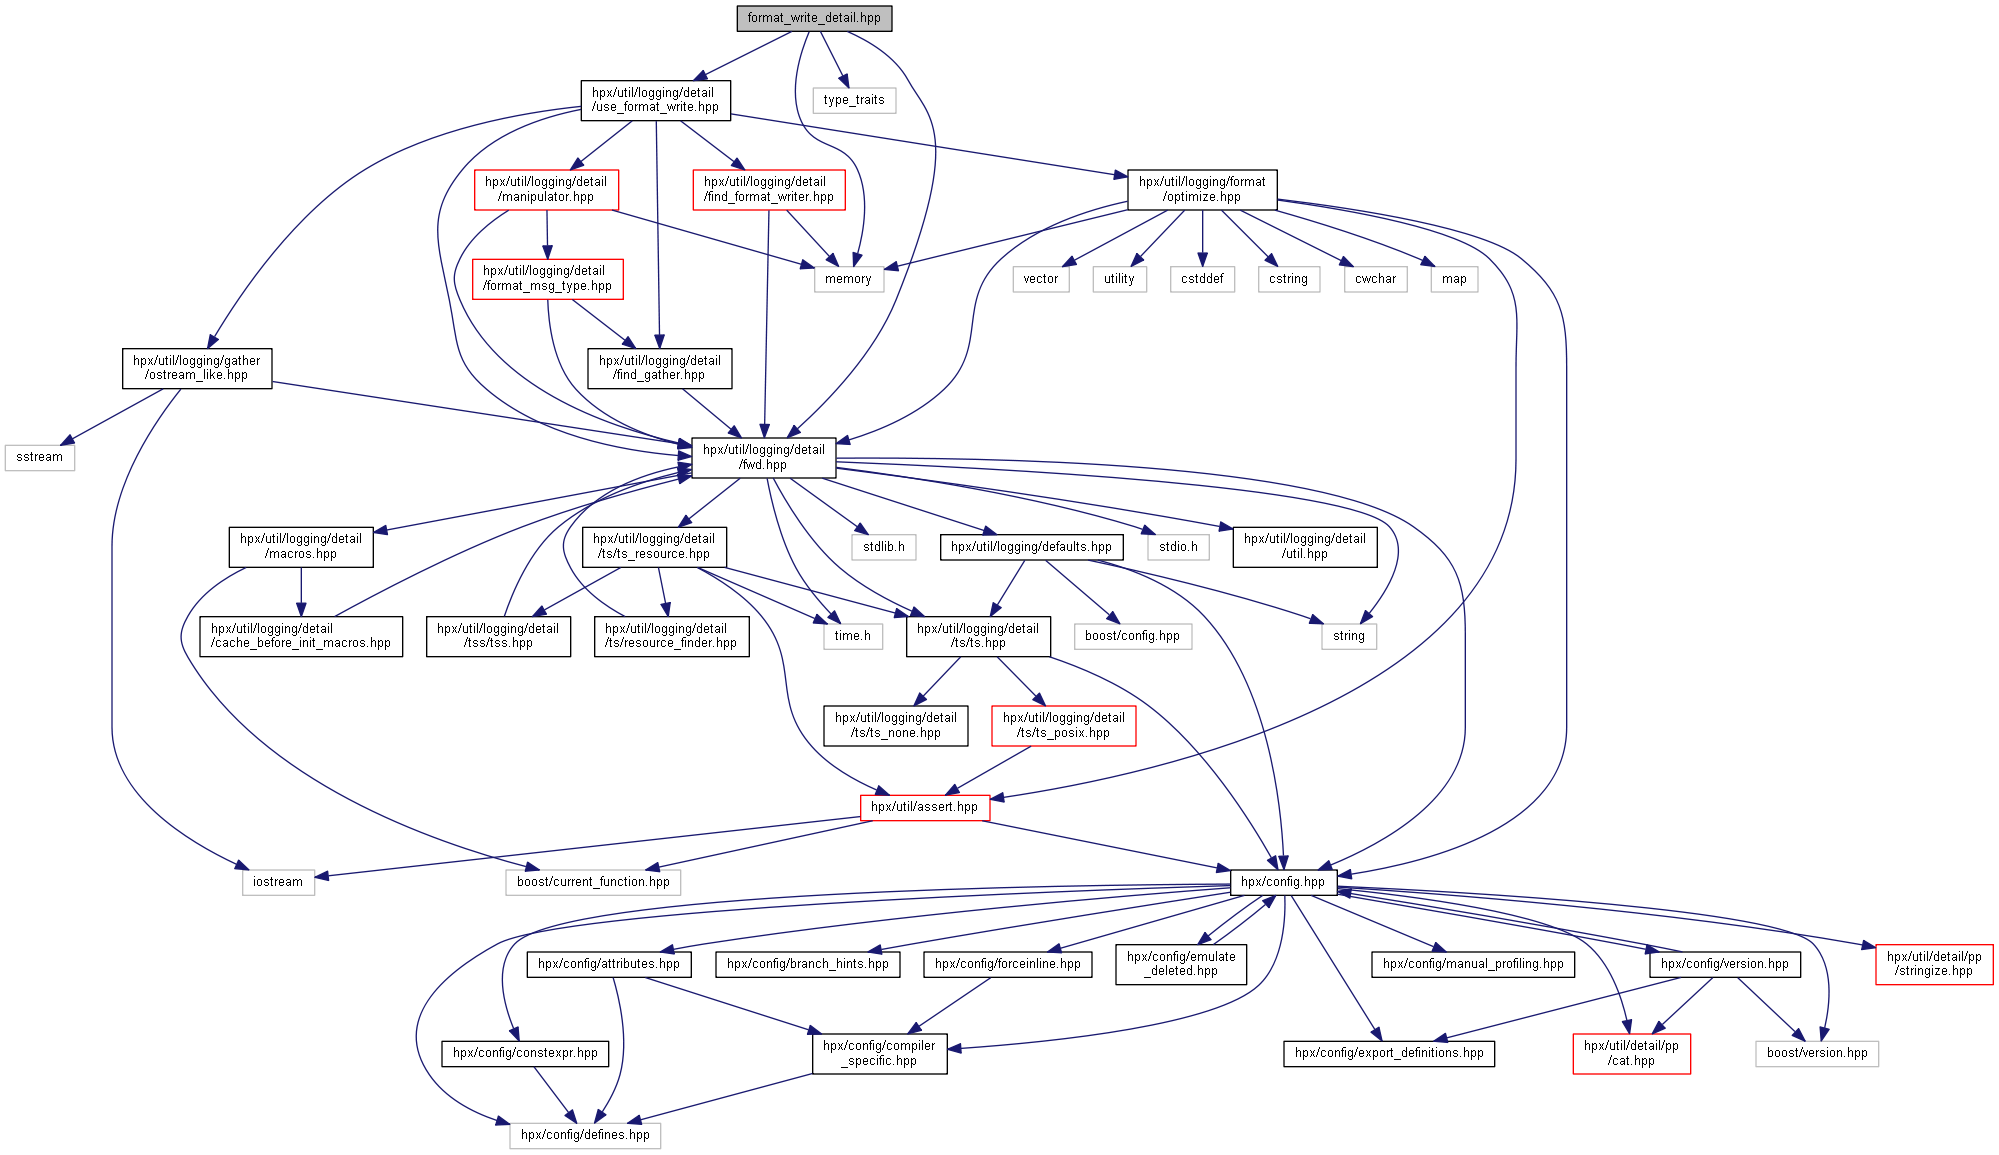 format_write_detail.hpp
hpx/util/logging/detail
/use_format_write.hpp
type_traits
hpx/util/logging/detail
/manipulator.hpp
hpx/util/logging/detail
/find_format_writer.hpp
hpx/util/logging/format
/optimize.hpp
hpx/util/logging/detail
/format_msg_type.hpp
memory
vector
utility
cstddef
cstring
cwchar
map
hpx/util/logging/gather
/ostream_like.hpp
hpx/util/logging/detail
/find_gather.hpp
sstream
hpx/util/logging/detail
/fwd.hpp
hpx/util/logging/detail
/macros.hpp
hpx/util/logging/detail
/ts/ts_resource.hpp
stdlib.h
hpx/util/logging/defaults.hpp
stdio.h
hpx/util/logging/detail
/util.hpp
hpx/util/logging/detail
/cache_before_init_macros.hpp
hpx/util/logging/detail
/tss/tss.hpp
hpx/util/logging/detail
/ts/resource_finder.hpp
time.h
hpx/util/logging/detail
/ts/ts.hpp
boost/config.hpp
string
hpx/util/logging/detail
/ts/ts_none.hpp
hpx/util/logging/detail
/ts/ts_posix.hpp
hpx/util/assert.hpp
iostream
boost/current_function.hpp
hpx/config.hpp
hpx/config/attributes.hpp
hpx/config/branch_hints.hpp
hpx/config/forceinline.hpp
hpx/config/emulate
_deleted.hpp
hpx/config/manual_profiling.hpp
hpx/config/version.hpp
hpx/util/detail/pp
/stringize.hpp
hpx/config/constexpr.hpp
hpx/config/compiler
_specific.hpp
hpx/config/export_definitions.hpp
hpx/util/detail/pp
/cat.hpp
boost/version.hpp
hpx/config/defines.hpp